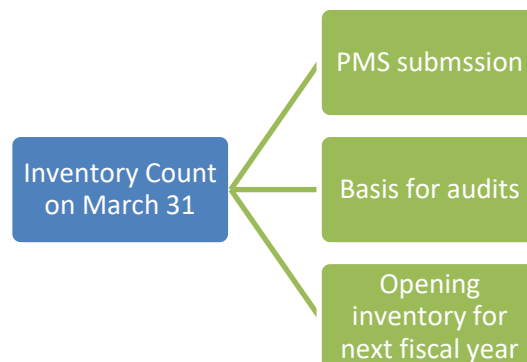 Inventory Count
on March 31
PMS submssion
Basis for audits
Opening
inventory for
next fiscal year